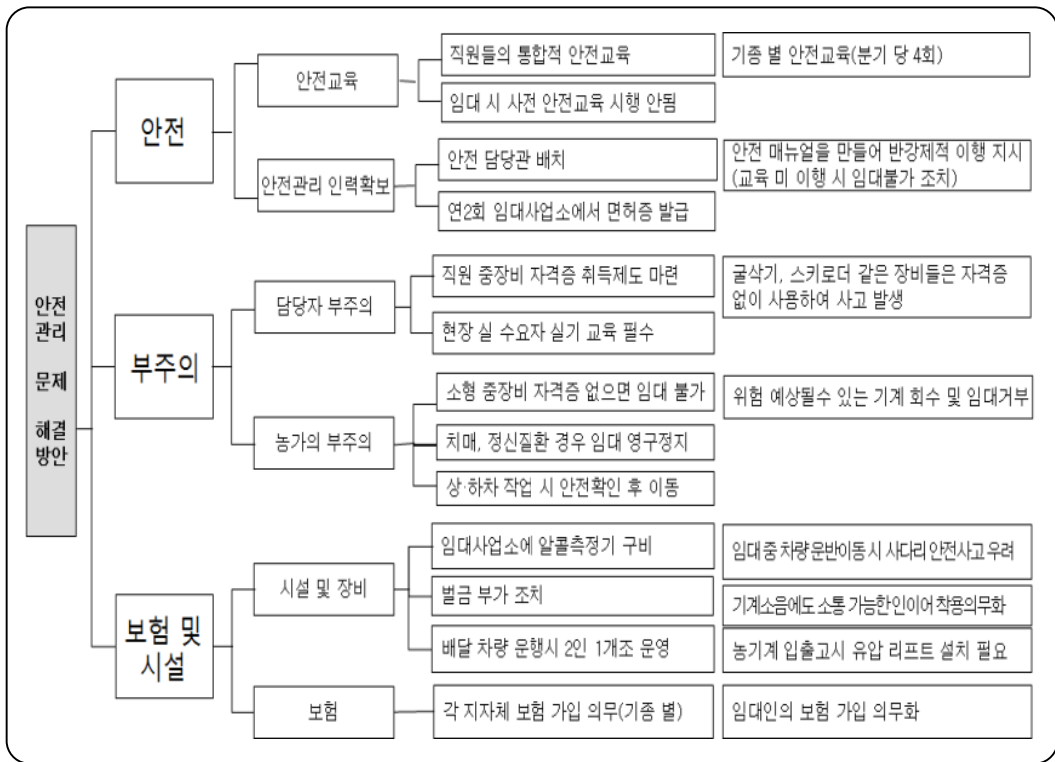 안전
관리
문제
해결
방안
안전
안전교육
직원들의 통합적 안전교육
기종 별 안전교육(분기 당 4회)
임대 시 사전 안전교육 시행 안됨
안전관리 인력확보
안전 담당관 배치
안전 매뉴얼을 만들어 반강제적 이행 지시
(교육 미 이행 시 임대불가 조치)
연2회 임대사업소에서 면허증 발급
부주의
담당자 부주의
직원 중장비 자격증 취득제도 마련
굴삭기, 스키로더 같은 장비들은 자격증
없이 사용하여 사고 발생
현장 실 수요자 실기 교육 필수
농가의 부주의
소형 중장비 자격증 없으면 임대 불가
위험 예상될수 있는 기계 회수 및 임대거부
치매, 정신질환 경우 임대 영구정지
상·하차 작업 시 안전확인 후 이동
보험 및
시설
시설 및 장비
임대사업소에 알콜측정기 구비
임대 중 차량 운반이동 시 사다리 안전사고 우려
벌금 부가 조치
기계소음에도 소통 가능한 인이어 착용의무화
배달 차량 운행시 2인 1개조 운영
농기계 입출고시 유압 리프트 설치 필요
보험
각 지자체 보험 가입 의무(기종 별)
임대인의 보험 가입 의무화